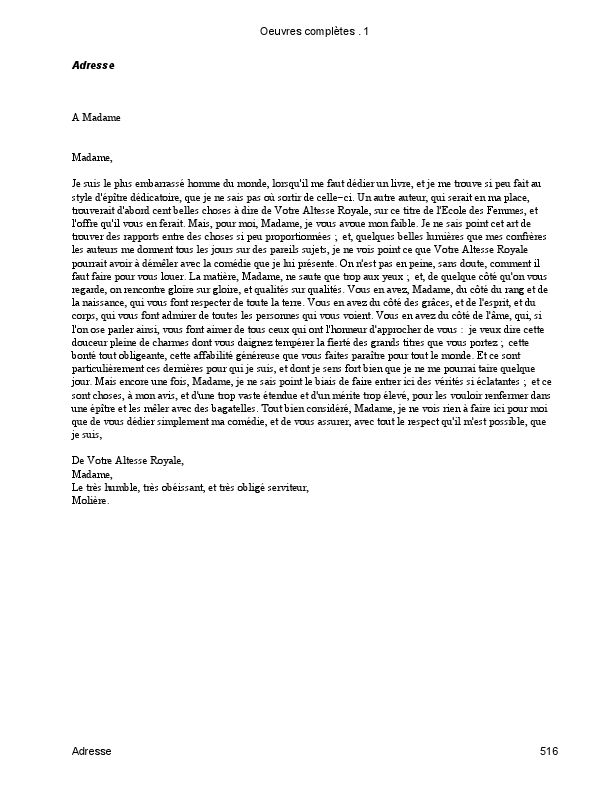 Oeuvres complètes . 1
Adresse
A Madame
Madame,
Je suis le plus embarrassé homme du monde, lorsqu'il me faut dédier un livre, et je me trouve si peu fait au
style d'épître dédicatoire, que je ne sais pas où sortir de celle−ci. Un autre auteur, qui serait en ma place,
trouverait d'abord cent belles choses à dire de Votre Altesse Royale, sur ce titre de l'Ecole des Femmes, et
l'offre qu'il vous en ferait. Mais, pour moi, Madame, je vous avoue mon faible. Je ne sais point cet art de
trouver des rapports entre des choses si peu proportionnées ; et, quelques belles lumières que mes confrères
les auteurs me donnent tous les jours sur des pareils sujets, je ne vois point ce que Votre Altesse Royale
pourrait avoir à démêler avec la comédie que je lui présente. On n'est pas en peine, sans doute, comment il
faut faire pour vous louer. La matière, Madame, ne saute que trop aux yeux ; et, de quelque côté qu'on vous
regarde, on rencontre gloire sur gloire, et qualités sur qualités. Vous en avez, Madame, du côté du rang et de
la naissance, qui vous font respecter de toute la terre. Vous en avez du côté des grâces, et de l'esprit, et du
corps, qui vous font admirer de toutes les personnes qui vous voient. Vous en avez du côté de l'âme, qui, si
l'on ose parler ainsi, vous font aimer de tous ceux qui ont l'honneur d'approcher de vous : je veux dire cette
douceur pleine de charmes dont vous daignez tempérer la fierté des grands titres que vous portez ; cette
bonté tout obligeante, cette affabilité généreuse que vous faites paraître pour tout le monde. Et ce sont
particulièrement ces dernières pour qui je suis, et dont je sens fort bien que je ne me pourrai taire quelque
jour. Mais encore une fois, Madame, je ne sais point le biais de faire entrer ici des vérités si éclatantes ; et ce
sont choses, à mon avis, et d'une trop vaste étendue et d'un mérite trop élevé, pour les vouloir renfermer dans
une épître et les mêler avec des bagatelles. Tout bien considéré, Madame, je ne vois rien à faire ici pour moi
que de vous dédier simplement ma comédie, et de vous assurer, avec tout le respect qu'il m'est possible, que
je suis,
De Votre Altesse Royale,
Madame,
Le très humble, très obéissant, et très obligé serviteur,
Molière.
Adresse
516